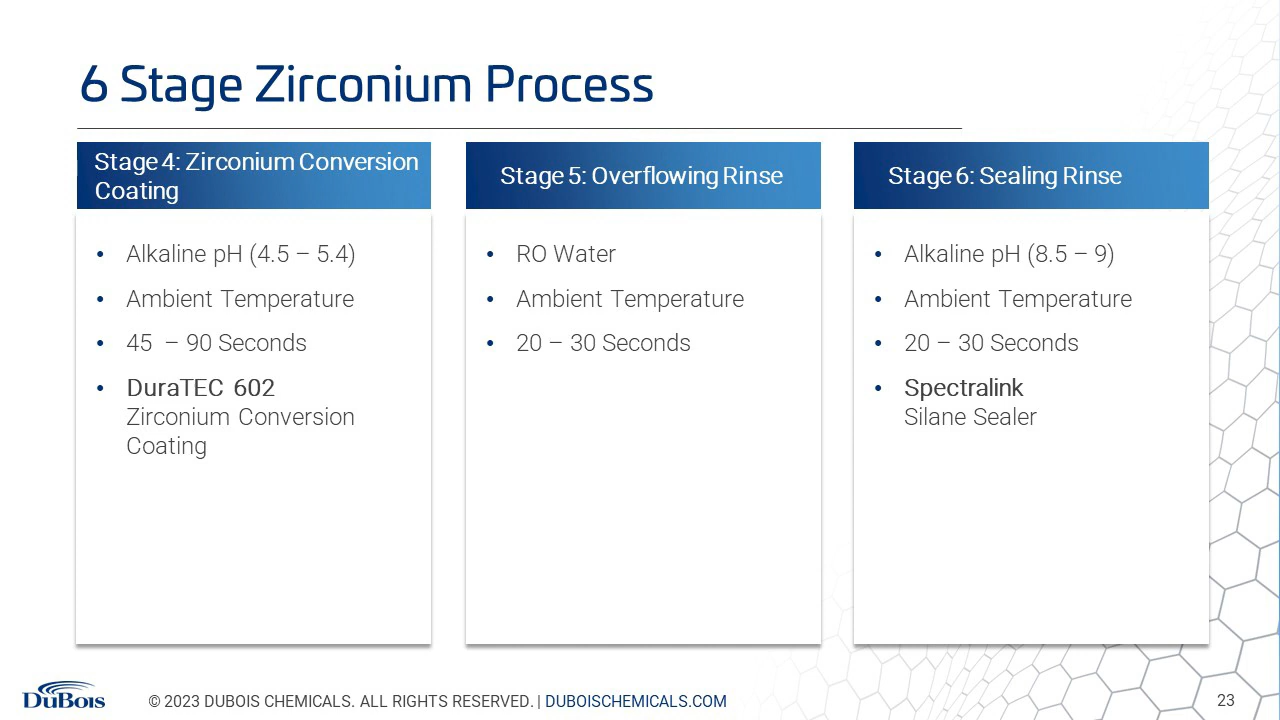 6 Stage Zirconium Process
Stage 4: Zirconium Conversion
Coating
• Alkaline pH (4.5 – 5.4)
• Ambient Temperature
• 45 – 90 Seconds
• DuraTEC 602
Zirconium Conversion
Coating
Stage 5: Overflowing Rinse
• RO Water
• Ambient Temperature
• 20 – 30 Seconds
Stage 6: Sealing Rinse
• Alkaline pH (8.5 – 9)
• Ambient Temperature
• 20 – 30 Seconds
• Spectralink
Silane Sealer
DuBois
© 2023 DUBOIS CHEMICALS. ALL RIGHTS RESERVED. | DUBOISCHEMICALS.COM
23